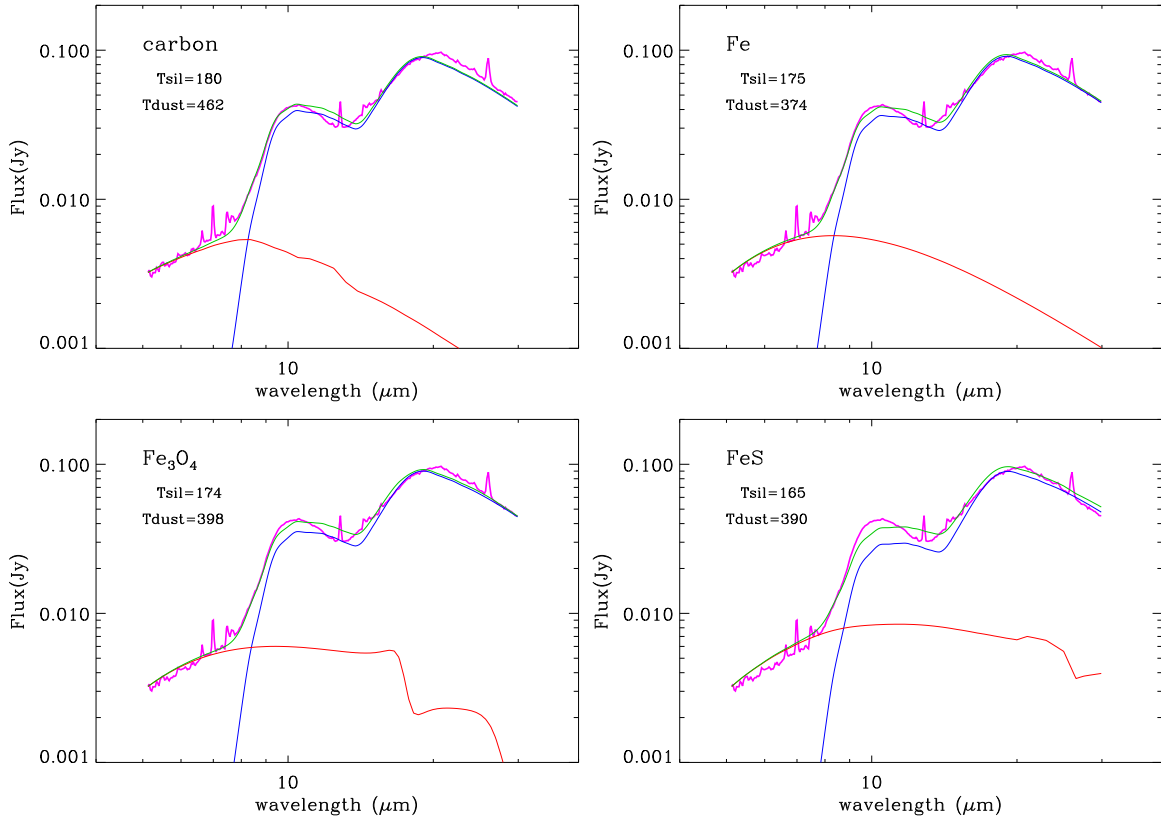 carbon
Tsil=180
Tdust=462
0.100
0.010
0.001
Flux(Jy)
10
wavelength (μm)
Fe
Tsil=175
Tdust=374
0.100
0.010
0.001
Flux(Jy)
10
wavelength (μm)
Fe₃O₄
Tsil=174
Tdust=398
0.100
0.010
0.001
Flux(Jy)
10
wavelength (μm)
FeS
Tsil=165
Tdust=390
0.100
0.010
0.001
Flux(Jy)
10
wavelength (μm)